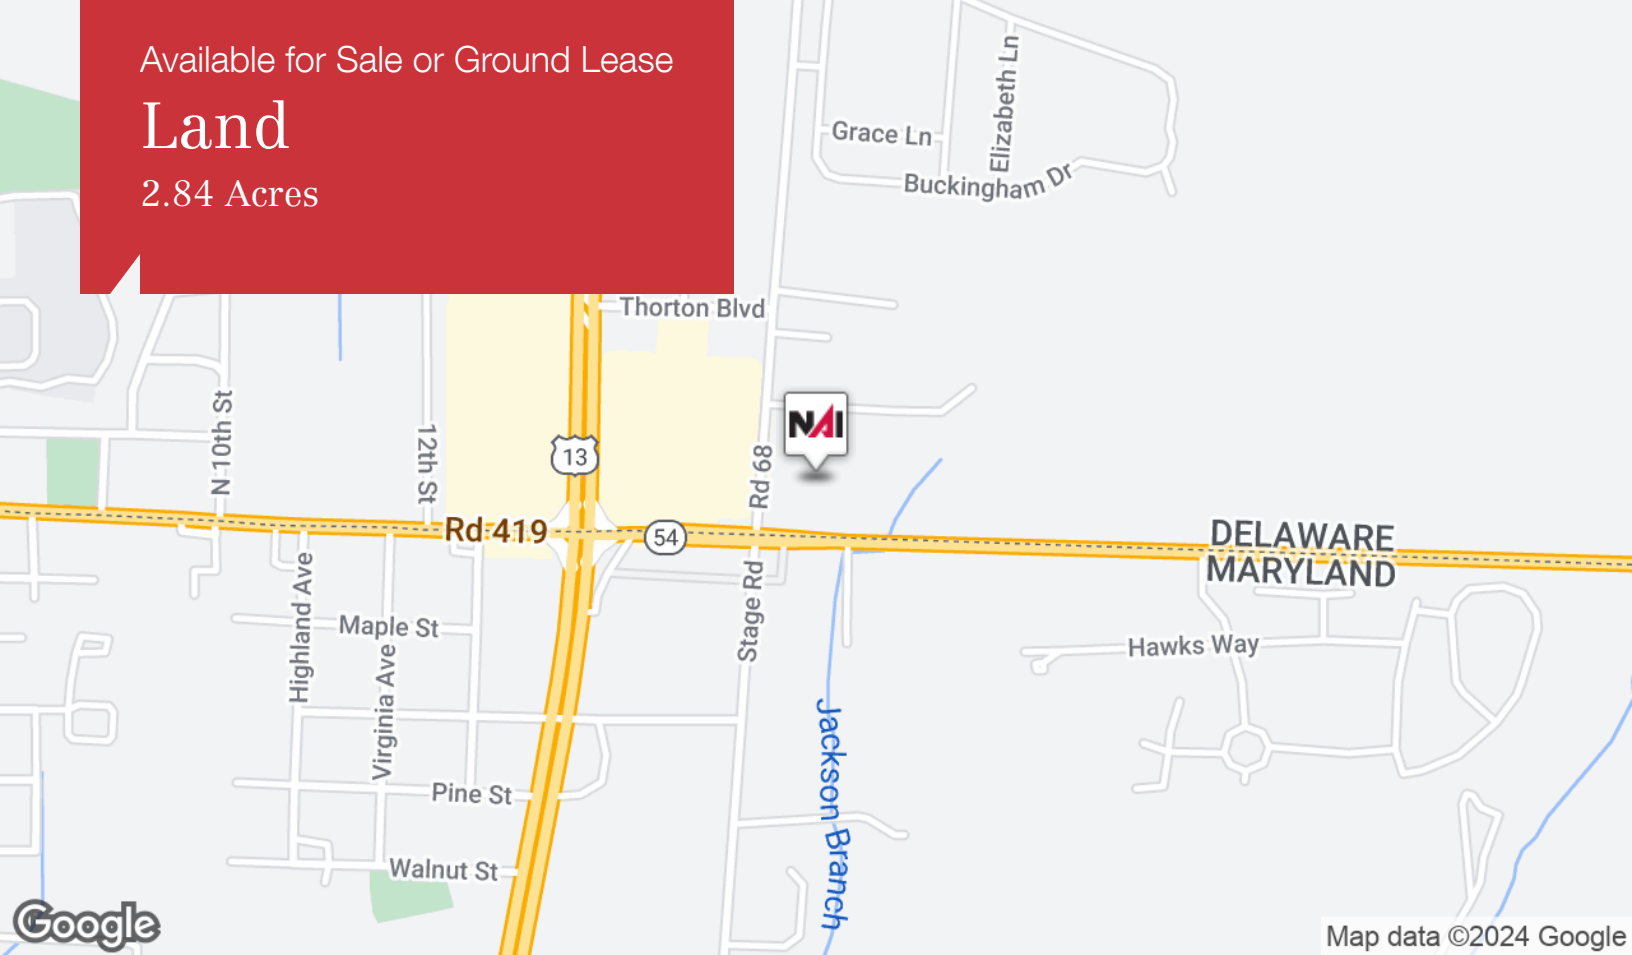 Available for Sale or Ground Lease
Land
2.84 Acres
Grace Ln
Elizabeth Ln
Buckingham Dr
Thorton Blvd
N 10th St
12th St
13
NAI
Rd 68
Rd 419
54
DELAWARE
MARYLAND
Highland Ave
Maple St
Virginia Ave
Stage Rd
Hawks Way
Jackson Branch
Pine St
Walnut St
Google
Map data ©2024 Google